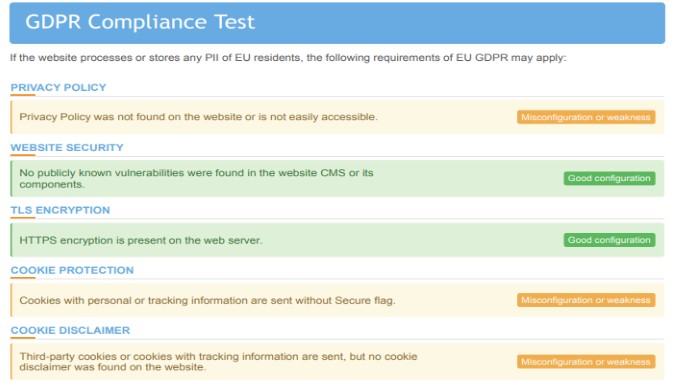 GDPR Compliance Test
If the website processes or stores any PII of EU residents, the following requirements of EU GDPR may apply:
PRIVACY POLICY
Privacy Policy was not found on the website or is not easily accessible.
Misconfiguration or weakness
WEBSITE SECURITY
No publicly known vulnerabilities were found in the website CMS or its
components.
Good configuration
TLS ENCRYPTION
HTTPS encryption is present on the web server.
Good configuration
COOKIE PROTECTION
Cookies with personal or tracking information are sent without Secure flag.
Misconfiguration or weakness
COOKIE DISCLAIMER
Third-party cookies or cookies with tracking information are sent, but no cookie
disclaimer was found on the website.
Misconfiguration or weakness